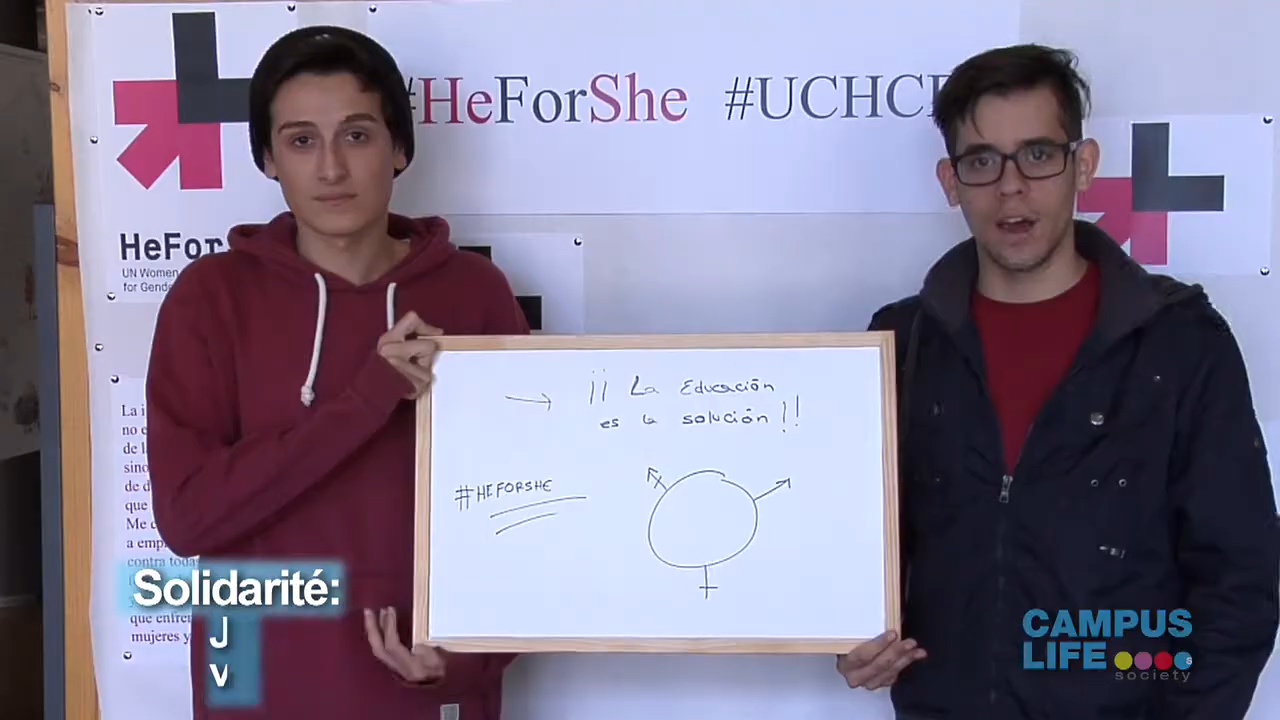 #HeForShe #UCHC
HeFor
UN Women
for Gende
¡¡ La Educación
es la solución!!
#HEFORSHE
La i
no e
de l
sino
de d
que
Me c
a emp
contra toda
que enfre
mujeres y
Solidarité:
J
v
CAMPUS
LIFE
society